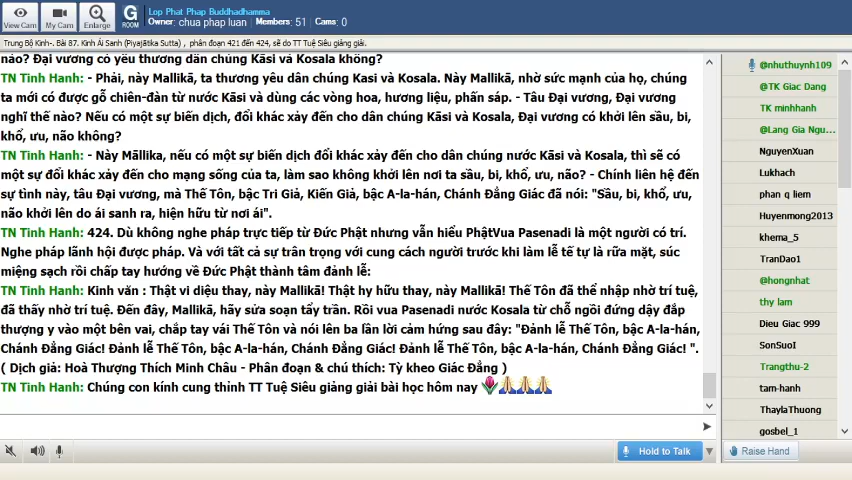 View Cam
My Cam
Enlarge
G
ROOM
Lop Phat Phap Buddhadhamma
Owner: chua phap luan , Members: 51 , Cams: 0
Trung Bộ Kinh-. Bài 87. Kinh Ái Sanh (Piyajātika Sutta) , phân đoạn 421 đến 424, sẽ do TT Tuệ Siêu giảng giải.
nào? Đại vương có yêu thương dân chúng Kāsi và Kosala không?
TN Tinh Hanh: - Phải, này Mallikā, ta thương yêu dân chúng Kasi và Kosala. Này Mallikā, nhờ sức mạnh của họ, chúng
ta mới có được gỗ chiên-đàn từ nước Kāsi và dùng các vòng hoa, hương liệu, phấn sáp. - Tâu Đại vương, Đại vương
nghĩ thế nào? Nếu có một sự biến dịch, đổi khác xảy đến cho dân chúng Kāsi và Kosala, Đại vương có khởi lên sầu, bi,
khổ, ưu, não không?
TN Tinh Hanh: - Này Māllika, nếu có một sự biến dịch đổi khác xảy đến cho dân chúng nước Kāsi và Kosala, thì sẽ có
một sự đổi khác xảy đến cho mạng sống của ta, làm sao không khởi lên nơi ta sầu, bi, khổ, ưu, não? - Chính liên hệ đến
sự tình này, tâu Đại vương, mà Thế Tôn, bậc Tri Giả, Kiến Giả, bậc A-la-hán, Chánh Đẳng Giác đã nói: "Sầu, bi, khổ, ưu,
não khởi lên do ái sanh ra, hiện hữu từ nơi ái".
TN Tinh Hanh: 424. Dù không nghe pháp trực tiếp từ Đức Phật nhưng vẫn hiểu PhậtVua Pasenadi là một người có trí.
Nghe pháp lãnh hội được pháp. Và với tất cả sự trân trọng với cung cách người trước khi làm lễ tế tự là rửa mặt, súc
miệng sạch rồi chấp tay hướng về Đức Phật thành tâm đảnh lễ:
TN Tinh Hanh: Kinh văn : Thật vi diệu thay, này Mallikā! Thật hy hữu thay, này Mallikā! Thế Tôn đã thể nhập nhờ trí tuệ,
đã thấy nhờ trí tuệ. Đến đây, Mallikā, hãy sửa soạn tẩy trần. Rồi vua Pasenadi nước Kosala từ chỗ ngồi đứng dậy đắp
thượng y vào một bên vai, chắp tay vái Thế Tôn và nói lên ba lần lời cảm hứng sau đây: "Đảnh lễ Thế Tôn, bậc A-la-hán,
Chánh Đẳng Giác! Đảnh lễ Thế Tôn, bậc A-la-hán, Chánh Đẳng Giác! Đảnh lễ Thế Tôn, bậc A-la-hán, Chánh Đẳng Giác! ".
( Dịch giả: Hoà Thượng Thích Minh Châu - Phân đoạn & chú thích: Tỳ kheo Giác Đẳng )
TN Tinh Hanh: Chúng con kính cung thỉnh TT Tuệ Siêu giảng giải bài học hôm nay
Hold to Talk
@nhuthuynh109
@TK Giac Dang
TK minhhanh
@Lang Gia Ngu...
NguyenXuan
Lukhach
phan q liem
Huyenmong2013
khema_5
TranDao1
@hongnhat
thy lam
Dieu Giac 999
SonSuoI
Trangthu-2
tam-hanh
ThaylaThuong
gosbel_1
Raise Hand